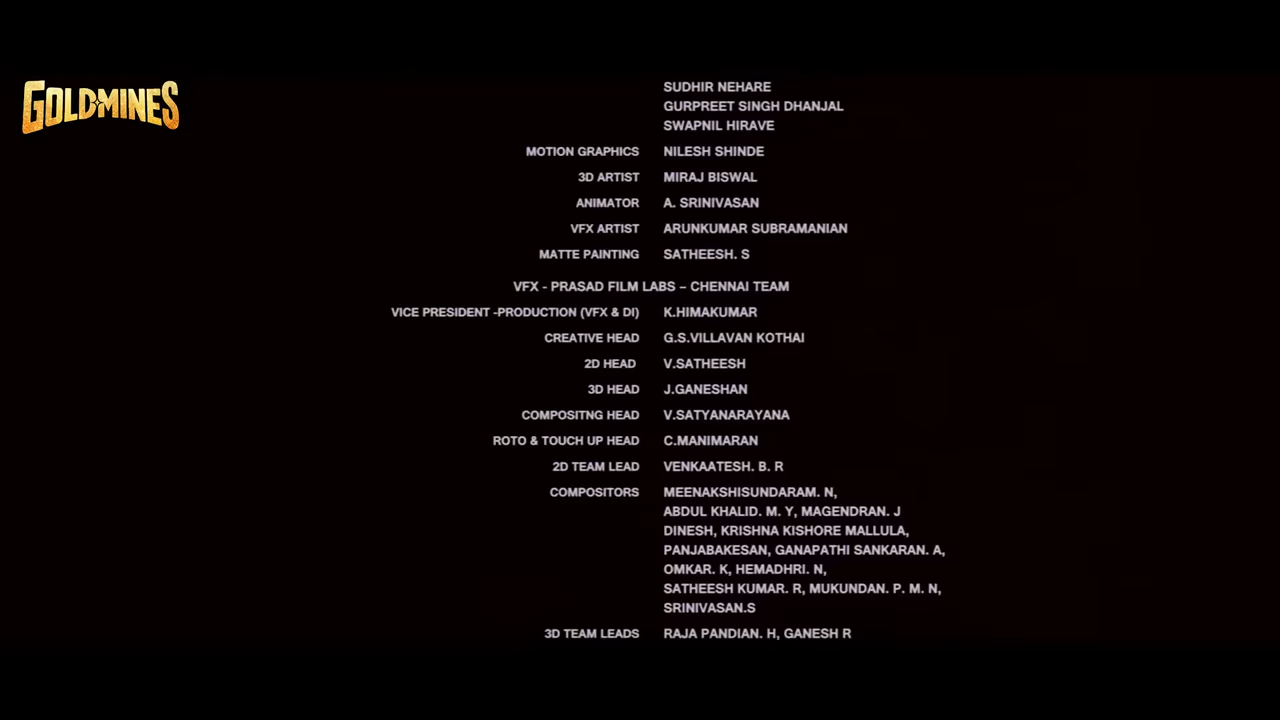 GOLDMINES
SUDHIR NEHARE
GURPREET SINGH DHANJAL
SWAPNIL HIRAVE
MOTION GRAPHICS NILESH SHINDE
3D ARTIST MIRAJ BISWAL
ANIMATOR A. SRINIVASAN
VFX ARTIST ARUNKUMAR SUBRAMANIAN
MATTE PAINTING SATHEESH. S
VFX - PRASAD FILM LABS – CHENNAI TEAM
VICE PRESIDENT -PRODUCTION (VFX & DI) K.HIMAKUMAR
CREATIVE HEAD G.S.VILLAVAN KOTHAI
2D HEAD V.SATHEESH
3D HEAD J.GANESHAN
COMPOSITNG HEAD V.SATYANARAYANA
ROTO & TOUCH UP HEAD C.MANIMARAN
2D TEAM LEAD VENKAATESH. B. R
COMPOSITORS MEENAKSHISUNDARAM. N,
ABDUL KHALID. M. Y, MAGENDRAN. J
DINESH, KRISHNA KISHORE MALLULA,
PANJABAKESAN, GANAPATHI SANKARAN. A,
OMKAR. K, HEMADHRI. N,
SATHEESH KUMAR. R, MUKUNDAN. P. M. N,
SRINIVASAN.S
3D TEAM LEADS RAJA PANDIAN. H, GANESH R